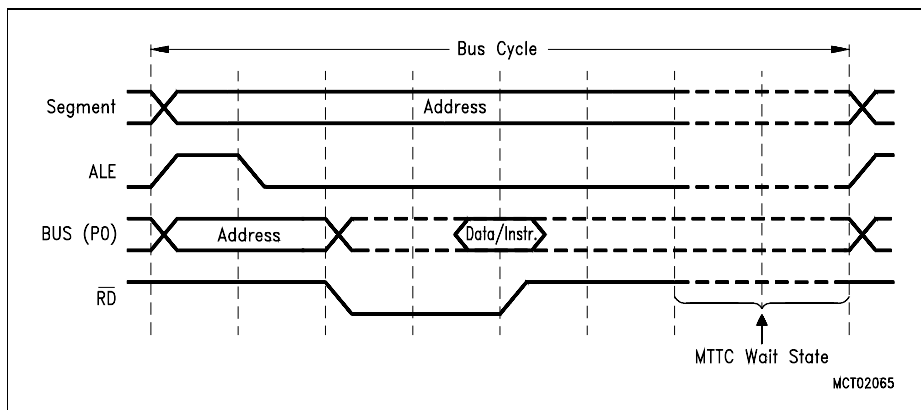 Bus Cycle
Segment
Address
ALE
BUS (P0)
Address
Data/Instr.
RD
MTTC Wait State
MCT02065